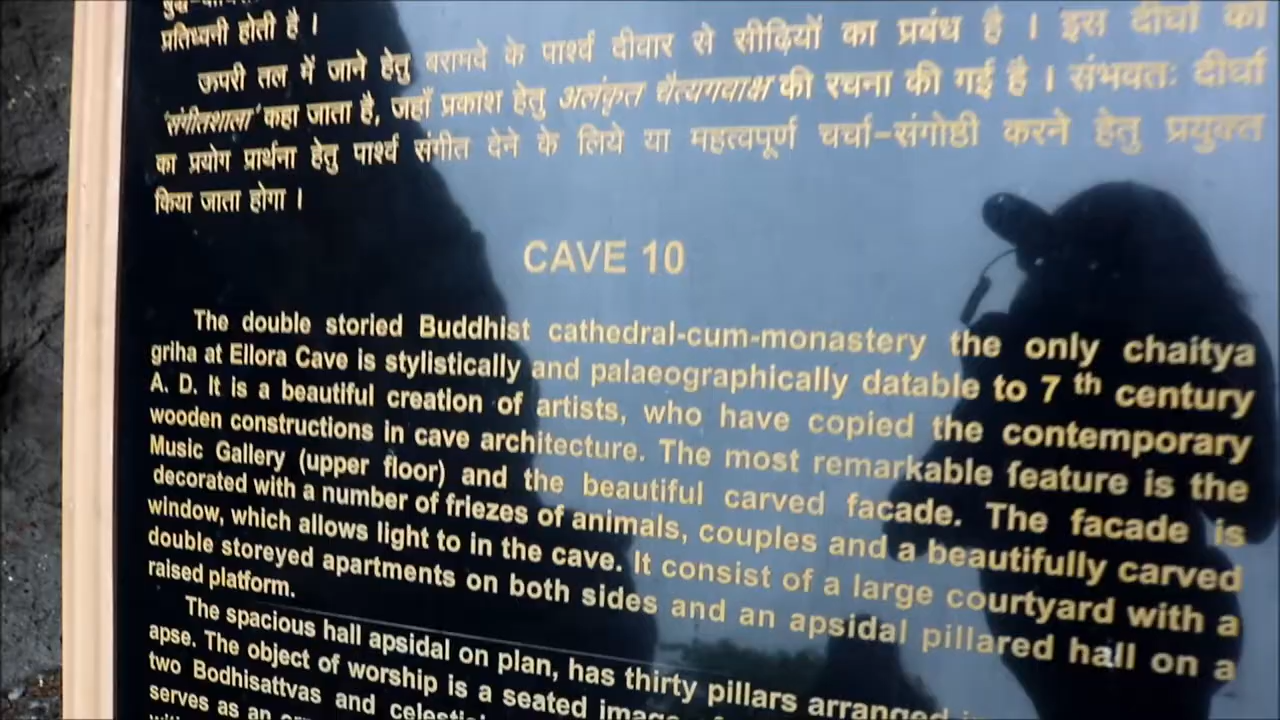 प्रतिध्वनी होती है ।
ऊपरी तल में जाने हेतु बरामदे के पार्श्व दीवार से सीढ़ियों का प्रबंध है । इस दीर्घा को
'संगीतशाला' कहा जाता है, जहाँ प्रकाश हेतु अलंकृत चैत्यगवाक्ष की रचना की गई है । संभवतः दीर्घा
का प्रयोग प्रार्थना हेतु पार्श्व संगीत देने के लिये या महत्वपूर्ण चर्चा-संगोष्ठी करने हेतु प्रयुक्त
किया जाता होगा ।
CAVE 10
The double storied Buddhist cathedral-cum-monastery the only chaitya
griha at Ellora Cave is stylistically and palaeographically datable to 7 th century
A. D. It is a beautiful creation of artists, who have copied the contemporary
wooden constructions in cave architecture. The most remarkable feature is the
Music Gallery (upper floor) and the beautiful carved facade. The facade is
decorated with a number of friezes of animals, couples and a beautifully carved
window, which allows light to in the cave. It consist of a large courtyard with a
double storeyed apartments on both sides and an apsidal pillared hall on a
raised platform.
The spacious hall apsidal on plan, has thirty pillars arranged
apse. The object of worship is a seated image
two Bodhisattvas and
serves as an